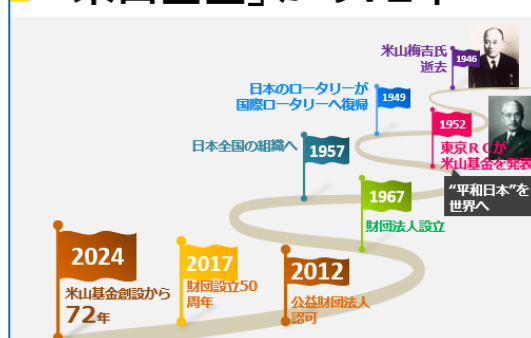 米山梅吉氏
逝去
1946
日本のロータリーが
国際ロータリーへ復帰
1949
1952
東京RCが
米山基金を発表
“平和日本”を
世界へ
日本全国の組織へ
1957
1967
財団法人設立
2012
公益財団法人
認可
2017
財団設立50
周年
2024
米山基金創設から
72年